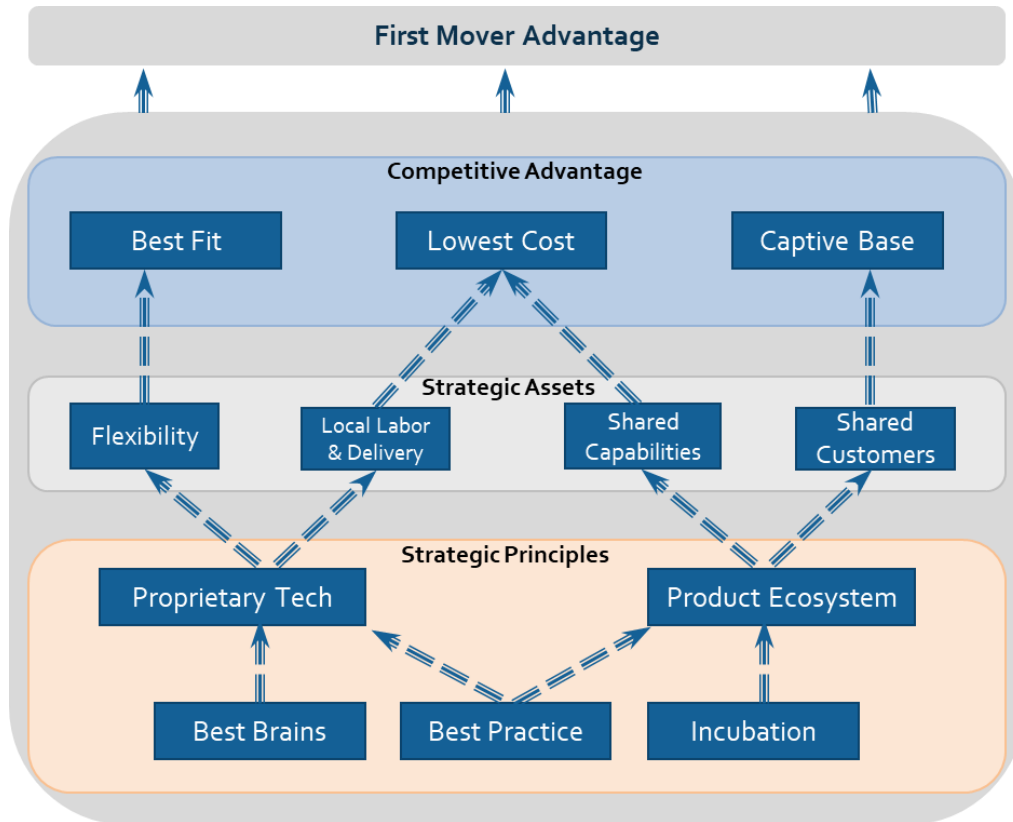 First Mover Advantage
Competitive Advantage
Best Fit
Lowest Cost
Captive Base
Strategic Assets
Flexibility
Local Labor
& Delivery
Shared
Capabilities
Shared
Customers
Strategic Principles
Proprietary Tech
Product Ecosystem
Best Brains
Best Practice
Incubation